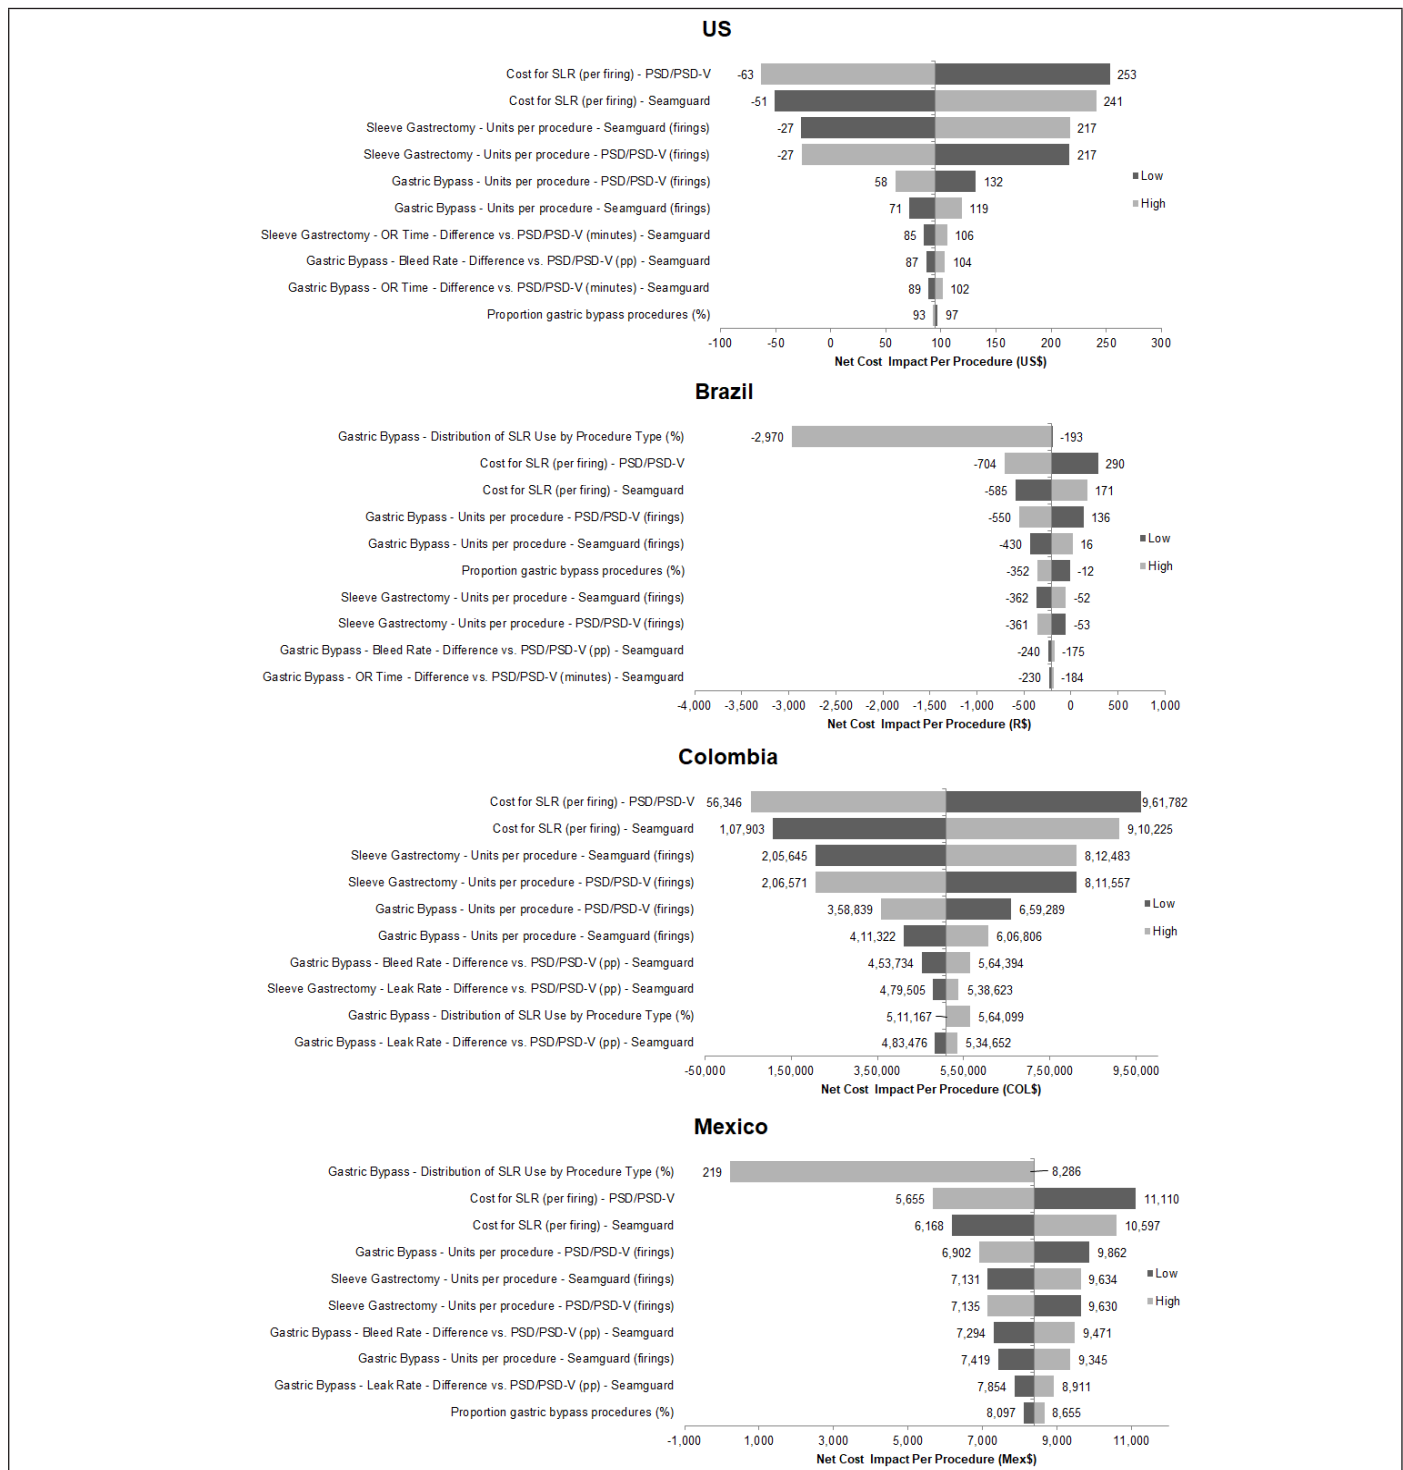 US
Cost for SLR (per firing) - PSD/PSD-V -63 253
Cost for SLR (per firing) - Seamguard -51 241
Sleeve Gastrectomy - Units per procedure - Seamguard (firings) -27 217
Sleeve Gastrectomy - Units per procedure - PSD/PSD-V (firings) -27 217
Gastric Bypass - Units per procedure - PSD/PSD-V (firings) 58 132
Low
Gastric Bypass - Units per procedure - Seamguard (firings) 71 119
High
Sleeve Gastrectomy - OR Time - Difference vs. PSD/PSD-V (minutes) - Seamguard 85 106
Gastric Bypass - Bleed Rate - Difference vs. PSD/PSD-V (pp) - Seamguard 87 104
Gastric Bypass - OR Time - Difference vs. PSD/PSD-V (minutes) - Seamguard 89 102
Proportion gastric bypass procedures (%) 93 97
-100 -50 0 50 100 150 200 250 300
Net Cost Impact Per Procedure (US$)
Brazil
Gastric Bypass - Distribution of SLR Use by Procedure Type (%) -2,970 -193
Cost for SLR (per firing) - PSD/PSD-V -704 290
Cost for SLR (per firing) - Seamguard -585 171
Gastric Bypass - Units per procedure - PSD/PSD-V (firings) -550 136
Gastric Bypass - Units per procedure - Seamguard (firings) -430 16
Low
Proportion gastric bypass procedures (%) -352 -12
High
Sleeve Gastrectomy - Units per procedure - Seamguard (firings) -362 -52
Sleeve Gastrectomy - Units per procedure - PSD/PSD-V (firings) -361 -53
Gastric Bypass - Bleed Rate - Difference vs. PSD/PSD-V (pp) - Seamguard -240 -175
Gastric Bypass - OR Time - Difference vs. PSD/PSD-V (minutes) - Seamguard -230 -184
-4,000 -3,500 -3,000 -2,500 -2,000 -1,500 -1,000 -500 0 500 1,000
Net Cost Impact Per Procedure (R$)
Colombia
Cost for SLR (per firing) - PSD/PSD-V 56,346 9,61,782
Cost for SLR (per firing) - Seamguard 1,07,903 9,10,225
Sleeve Gastrectomy - Units per procedure - Seamguard (firings) 2,05,645 8,12,483
Sleeve Gastrectomy - Units per procedure - PSD/PSD-V (firings) 2,06,571 8,11,557
Gastric Bypass - Units per procedure - PSD/PSD-V (firings) 3,58,839 6,59,289
Low
Gastric Bypass - Units per procedure - Seamguard (firings) 4,11,322 6,06,806
High
Gastric Bypass - Bleed Rate - Difference vs. PSD/PSD-V (pp) - Seamguard 4,53,734 5,64,394
Sleeve Gastrectomy - Leak Rate - Difference vs. PSD/PSD-V (pp) - Seamguard 4,79,505 5,38,623
Gastric Bypass - Distribution of SLR Use by Procedure Type (%) 5,11,167 5,64,099
Gastric Bypass - Leak Rate - Difference vs. PSD/PSD-V (pp) - Seamguard 4,83,476 5,34,652
-50,000 1,50,000 3,50,000 5,50,000 7,50,000 9,50,000
Net Cost Impact Per Procedure (COL$)
Mexico
Gastric Bypass - Distribution of SLR Use by Procedure Type (%) 219 8,286
Cost for SLR (per firing) - PSD/PSD-V 5,655 11,110
Cost for SLR (per firing) - Seamguard 6,168 10,597
Gastric Bypass - Units per procedure - PSD/PSD-V (firings) 6,902 9,862
Sleeve Gastrectomy - Units per procedure - Seamguard (firings) 7,131 9,634
Low
Sleeve Gastrectomy - Units per procedure - PSD/PSD-V (firings) 7,135 9,630
High
Gastric Bypass - Bleed Rate - Difference vs. PSD/PSD-V (pp) - Seamguard 7,294 9,471
Gastric Bypass - Units per procedure - Seamguard (firings) 7,419 9,345
Gastric Bypass - Leak Rate - Difference vs. PSD/PSD-V (pp) - Seamguard 7,854 8,911
Proportion gastric bypass procedures (%) 8,097 8,655
-1,000 1,000 3,000 5,000 7,000 9,000 11,000
Net Cost Impact Per Procedure (Mex$)